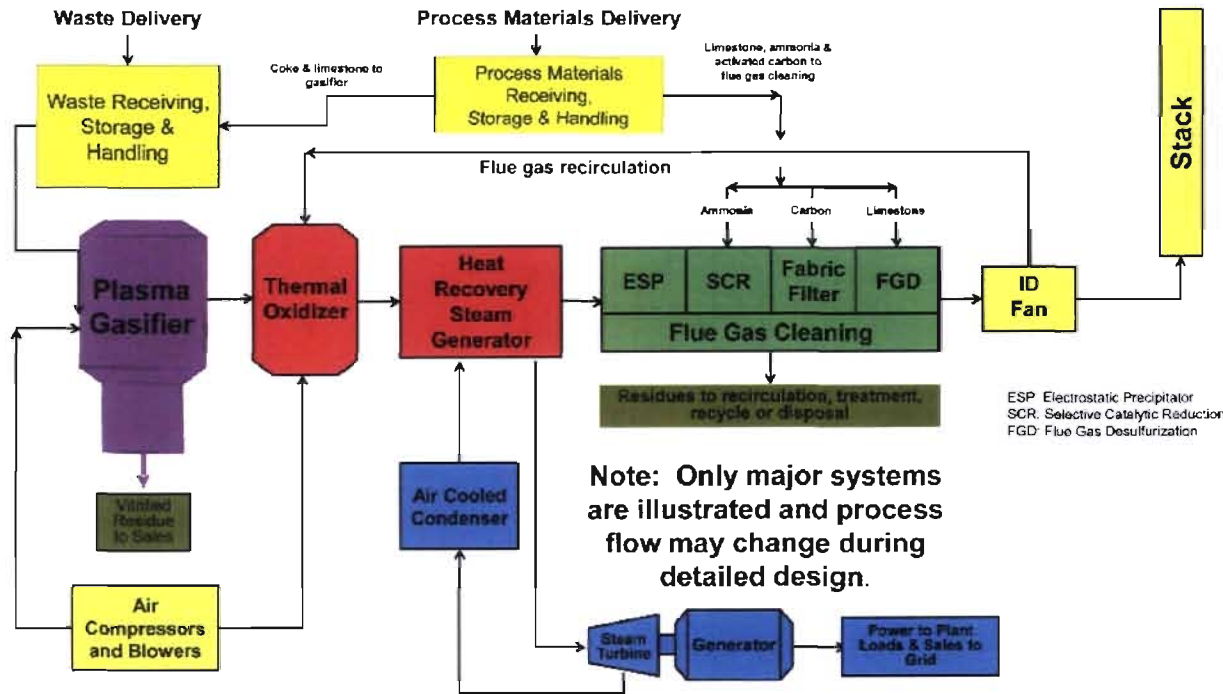 Waste Delivery
Process Materials Delivery
Coke & limestone to
gasifier
Limestone, ammonia &
activated carbon to
flue gas cleaning
Waste Receiving,
Storage &
Handling
Process Materials
Receiving,
Storage & Handling
Stack
Flue gas recirculation
Ammonia
Carbon
Limestone
Plasma
Gasifier
Thermal
Oxidizer
Heat
Recovery
Steam
Generator
ESP
SCR
Fabric
Filter
FGD
Flue Gas Cleaning
ID
Fan
Residues to recirculation, treatment,
recycle or disposal
ESP: Electrostatic Precipitator
SCR: Selective Catalytic Reduction
FGD: Flue Gas Desulfurization
Vitrified
Residue
to Sales
Air Cooled
Condenser
Note: Only major systems
are illustrated and process
flow may change during
detailed design.
Air
Compressors
and Blowers
Steam
Turbine
Generator
Power to Plant
Loads & Sales to
Grid